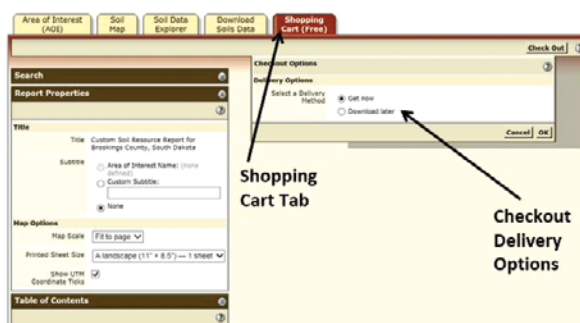 Area of Interest (AOI)
Soil Map
Soil Data Explorer
Download Soils Data
Shopping Cart (Free)
Check Out
Checkout Options
Delivery Options
Select a Delivery Method
Get now
Download later
Cancel OK
Search
Report Properties
Title
Title Custom Soil Resource Report for
Brookings County, South Dakota
Subtitle
Area of Interest Name: (None
defined)
Custom Subtitle:
None
Map Options
Map Scale Fit to page
Printed Sheet Size A landscape (11" × 8.5") — 1 sheet
Show UTM
Coordinate Ticks
Table of Contents
Shopping
Cart Tab
Checkout
Delivery
Options